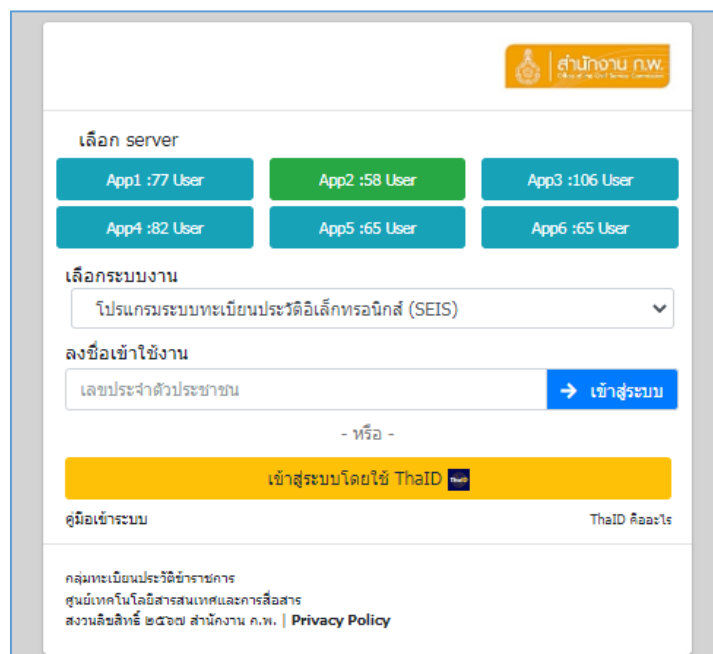 สำนักงาน ก.พ.
Office of the Civil Service Commission
เลือก server
App1 :77 User
App2 :58 User
App3 :106 User
App4 :82 User
App5 :65 User
App6 :65 User
เลือกระบบงาน
โปรแกรมระบบทะเบียนประวัติอิเล็กทรอนิกส์ (SEIS)
ลงชื่อเข้าใช้งาน
เลขประจำตัวประชาชน
เข้าสู่ระบบ
- หรือ -
เข้าสู่ระบบโดยใช้ ThaID ThaID
คู่มือเข้าระบบ
ThaID คืออะไร
กลุ่มทะเบียนประวัติข้าราชการ
ศูนย์เทคโนโลยีสารสนเทศและการสื่อสาร
สงวนลิขสิทธิ์ ๒๕๖๗ สำนักงาน ก.พ. | Privacy Policy